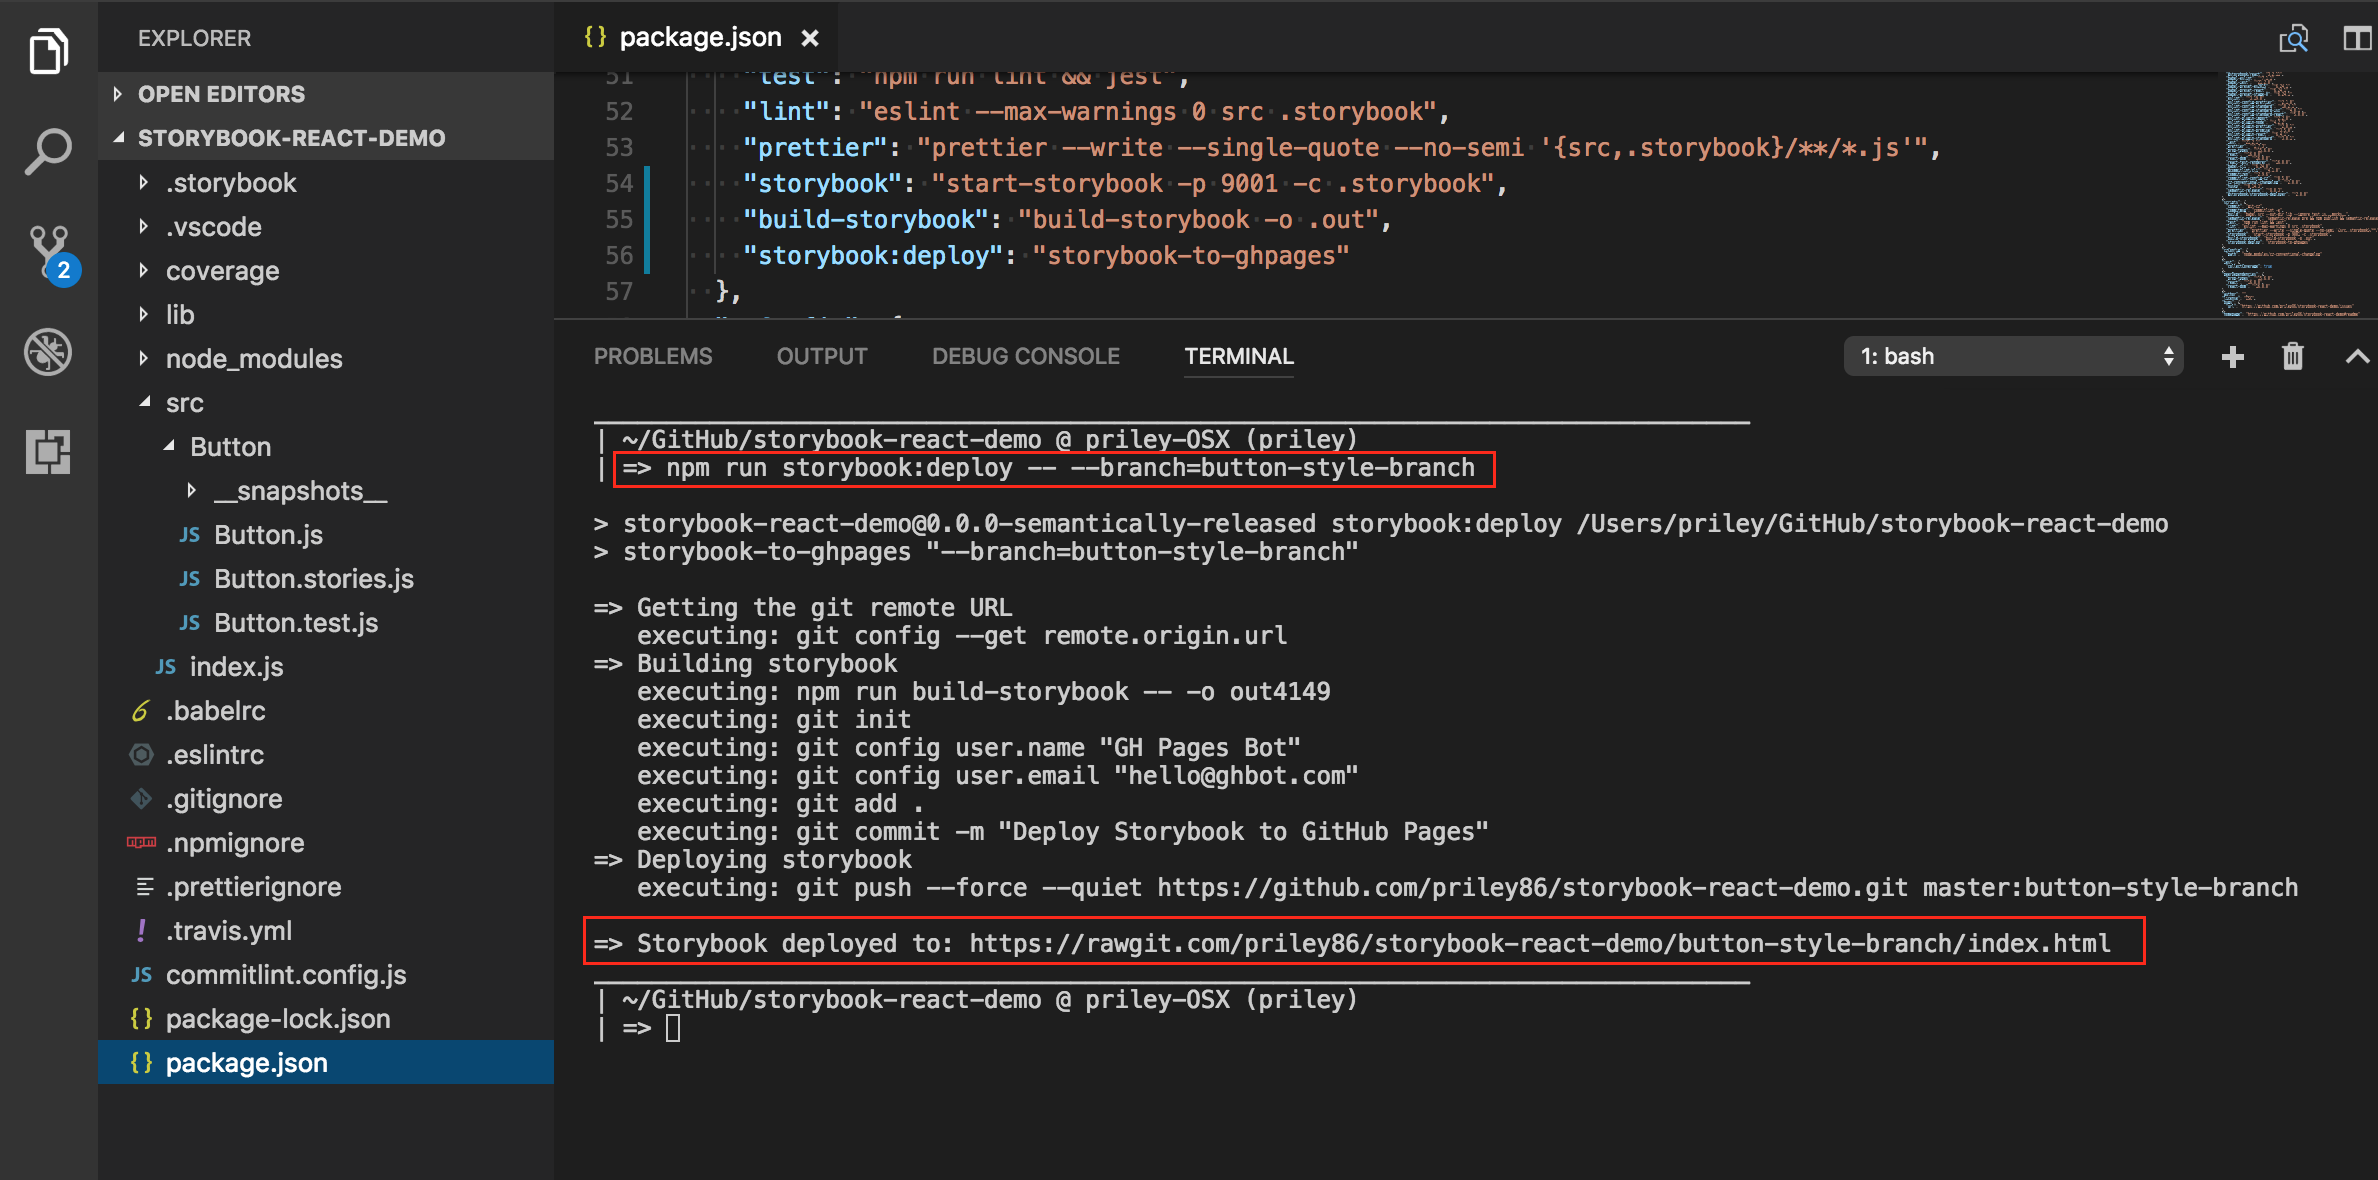 EXPLORER
OPEN EDITORS
STORYBOOK-REACT-DEMO
.storybook
.vscode
coverage
lib
node_modules
src
Button
__snapshots__
JS Button.js
JS Button.stories.js
JS Button.test.js
JS index.js
6 .babelrc
.eslintrc
.gitignore
npm .npmignore
.prettierignore
! .travis.yml
JS commitlint.config.js
{} package-lock.json
{} package.json
2
{} package.json ×
51 "test": "npm run lint && jest",
52 "lint": "eslint --max-warnings 0 src .storybook",
53 "prettier": "prettier --write --single-quote --no-semi '{src,.storybook}/**/*.js'",
54 "storybook": "start-storybook -p 9001 -c .storybook",
55 "build-storybook": "build-storybook -o .out",
56 "storybook:deploy": "storybook-to-ghpages"
57 },
PROBLEMS OUTPUT DEBUG CONSOLE TERMINAL 1: bash
| ~/GitHub/storybook-react-demo @ priley-OSX (priley)
| => npm run storybook:deploy -- --branch=button-style-branch
> storybook-react-demo@0.0.0-semantically-released storybook:deploy /Users/priley/GitHub/storybook-react-demo
> storybook-to-ghpages "--branch=button-style-branch"
=> Getting the git remote URL
executing: git config --get remote.origin.url
=> Building storybook
executing: npm run build-storybook -- -o out4149
executing: git init
executing: git config user.name "GH Pages Bot"
executing: git config user.email "hello@ghbot.com"
executing: git add .
executing: git commit -m "Deploy Storybook to GitHub Pages"
=> Deploying storybook
executing: git push --force --quiet https://github.com/priley86/storybook-react-demo.git master:button-style-branch
=> Storybook deployed to: https://rawgit.com/priley86/storybook-react-demo/button-style-branch/index.html
| ~/GitHub/storybook-react-demo @ priley-OSX (priley)
| =>